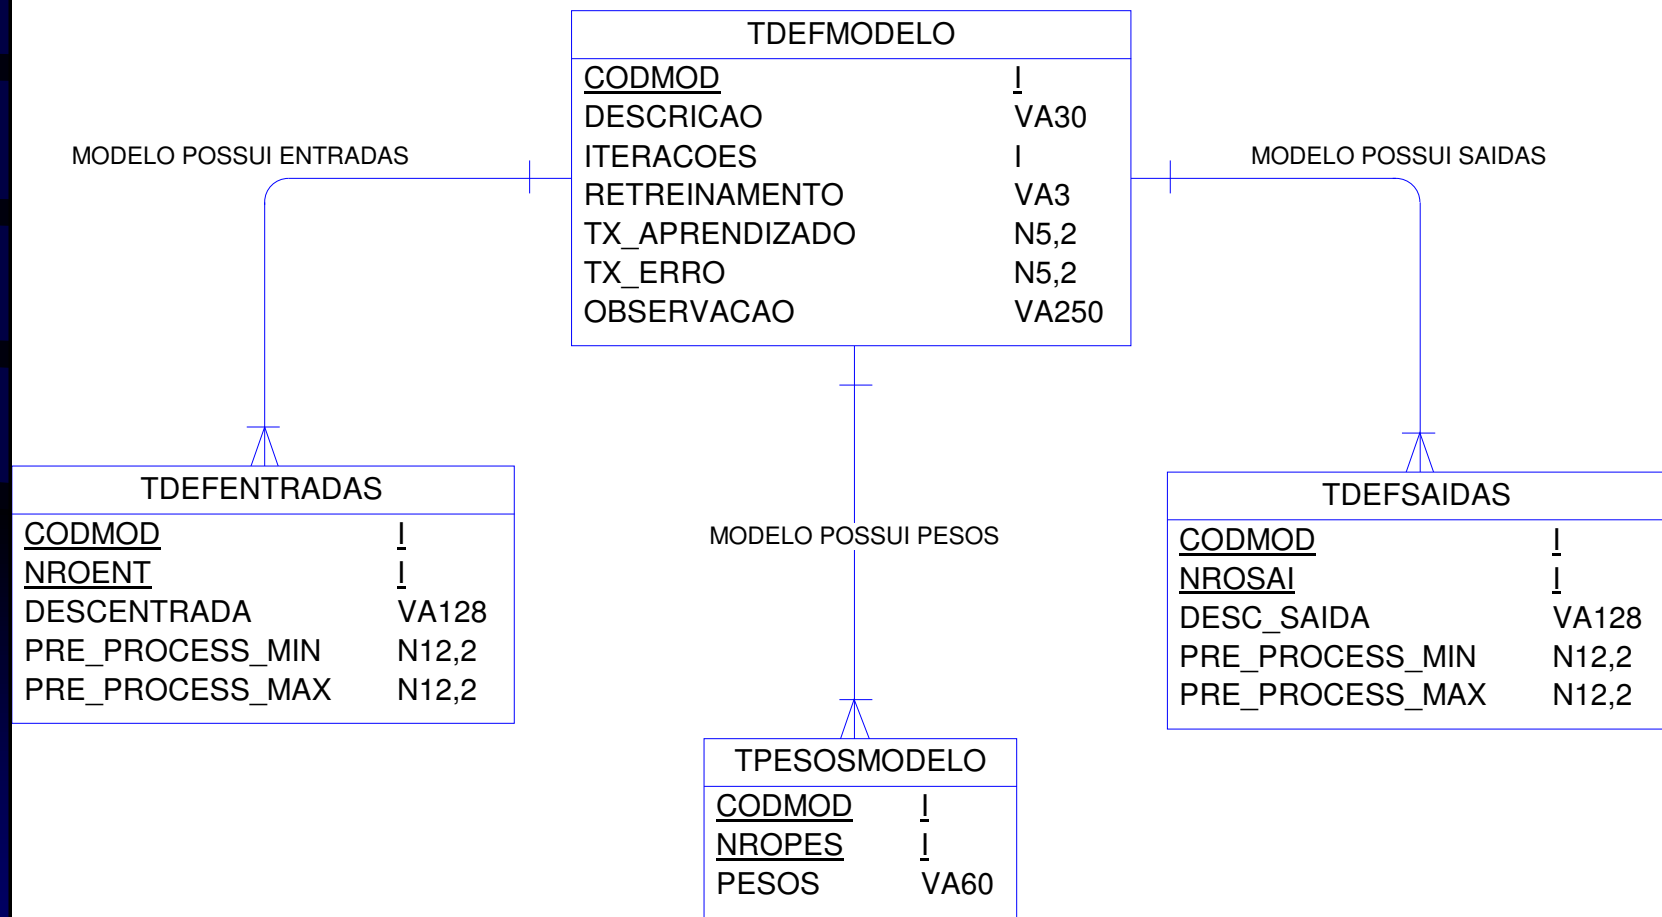 TDEFMODELO
CODMOD I
DESCRICAO VA30
ITERACOES I
RETREINAMENTO VA3
TX_APRENDIZADO N5,2
TX_ERRO N5,2
OBSERVACAO VA250
MODELO POSSUI ENTRADAS
MODELO POSSUI SAIDAS
TDEFENTRADAS
CODMOD I
NROENT I
DESCENTRADA VA128
PRE_PROCESS_MIN N12,2
PRE_PROCESS_MAX N12,2
MODELO POSSUI PESOS
TDEFSAIDAS
CODMOD I
NROSAI I
DESC_SAIDA VA128
PRE_PROCESS_MIN N12,2
PRE_PROCESS_MAX N12,2
TPESOSMODELO
CODMOD I
NROPES I
PESOS VA60